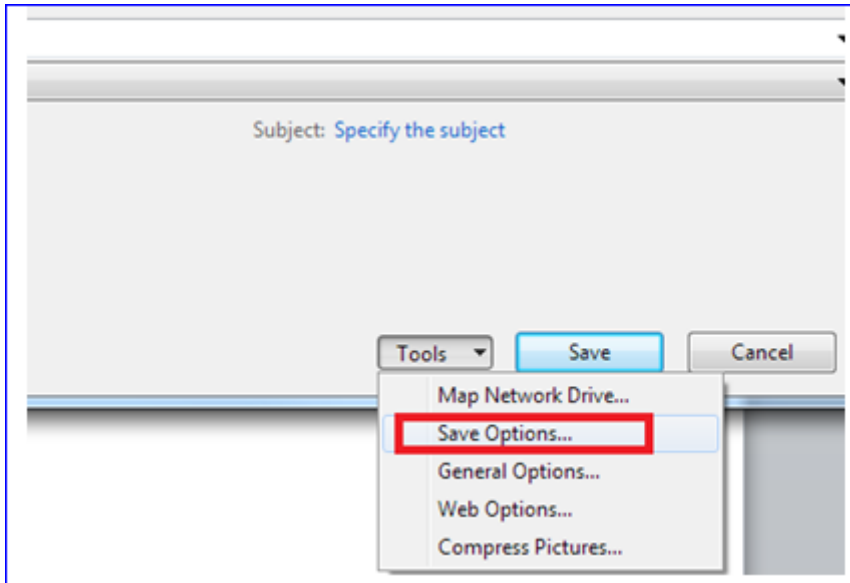 Subject: Specify the subject
Tools Save Cancel
Map Network Drive...
Save Options...
General Options...
Web Options...
Compress Pictures...